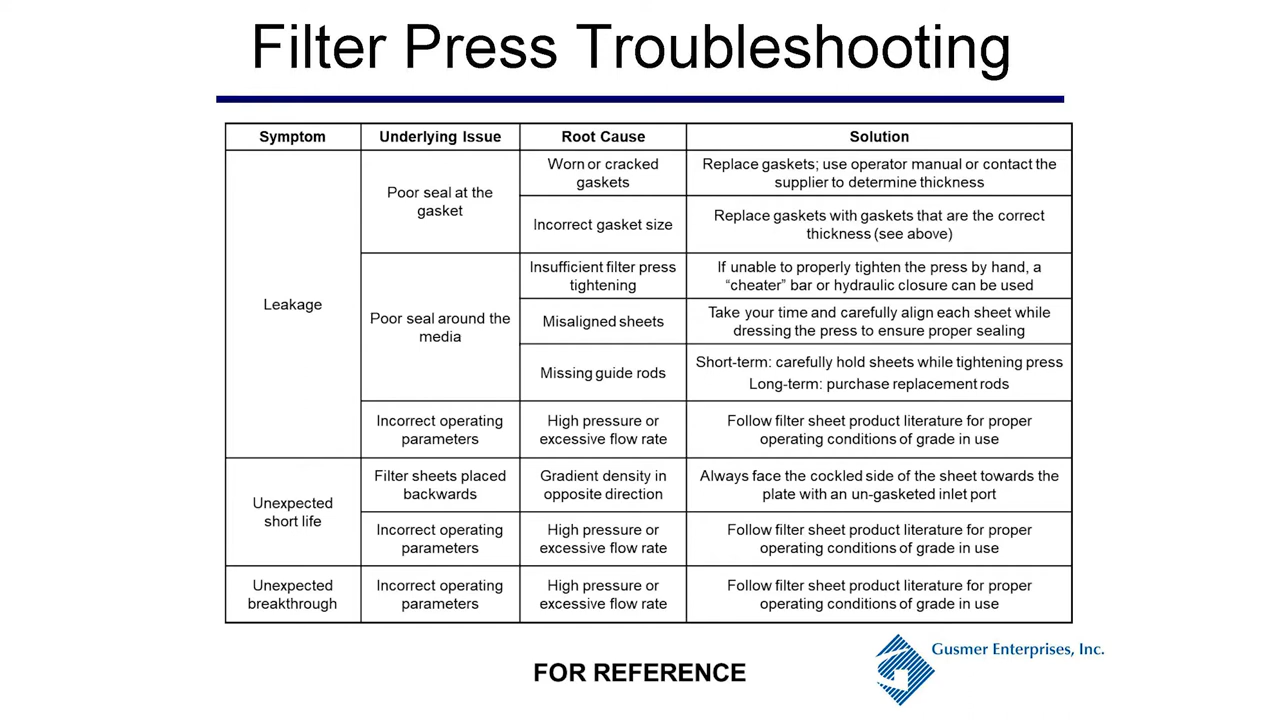 Filter Press Troubleshooting
Symptom
Underlying Issue
Root Cause
Solution
Leakage
Poor seal at the
gasket
Worn or cracked
gaskets
Replace gaskets; use operator manual or contact the
supplier to determine thickness
Incorrect gasket size
Replace gaskets with gaskets that are the correct
thickness (see above)
Poor seal around the
media
Insufficient filter press
tightening
If unable to properly tighten the press by hand, a
“cheater” bar or hydraulic closure can be used
Misaligned sheets
Take your time and carefully align each sheet while
dressing the press to ensure proper sealing
Missing guide rods
Short-term: carefully hold sheets while tightening press
Long-term: purchase replacement rods
Incorrect operating
parameters
High pressure or
excessive flow rate
Follow filter sheet product literature for proper
operating conditions of grade in use
Unexpected
short life
Filter sheets placed
backwards
Gradient density in
opposite direction
Always face the cockled side of the sheet towards the
plate with an un-gasketed inlet port
Incorrect operating
parameters
High pressure or
excessive flow rate
Follow filter sheet product literature for proper
operating conditions of grade in use
Unexpected
breakthrough
Incorrect operating
parameters
High pressure or
excessive flow rate
Follow filter sheet product literature for proper
operating conditions of grade in use
FOR REFERENCE
Gusmer Enterprises, Inc.